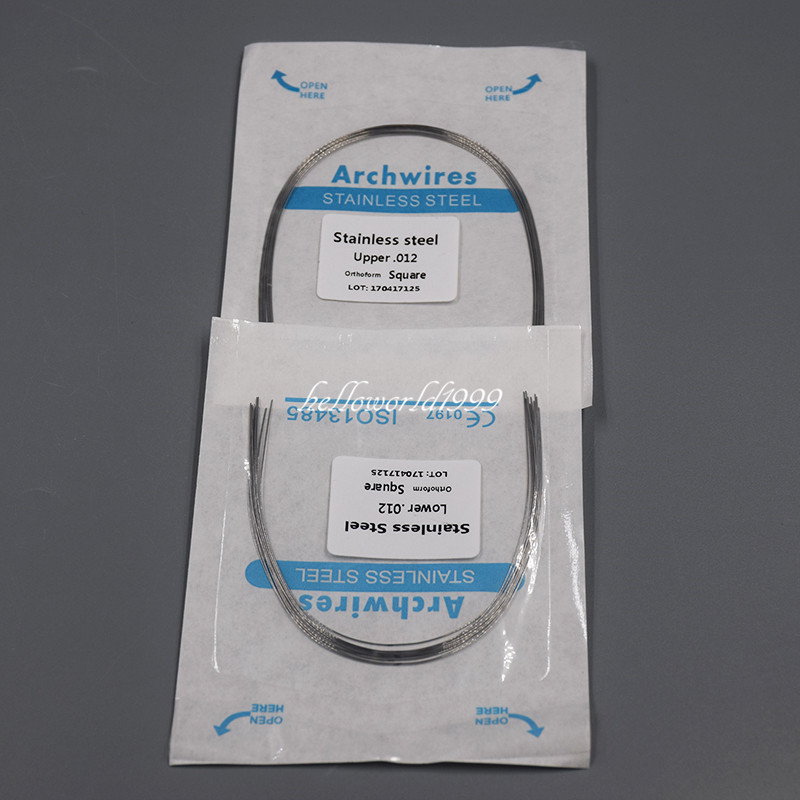 OPEN
HERE
OPEN
HERE
Archwires
STAINLESS STEEL
Stainless steel
Upper .012
Orthoform Square
LOT: 170417125
helloworld1999
Archwires
STAINLESS STEEL
Stainless Steel
Lower .012
Orthoform Square
LOT: 170417125
CE 0197 ISO13485
OPEN
HERE
OPEN
HERE